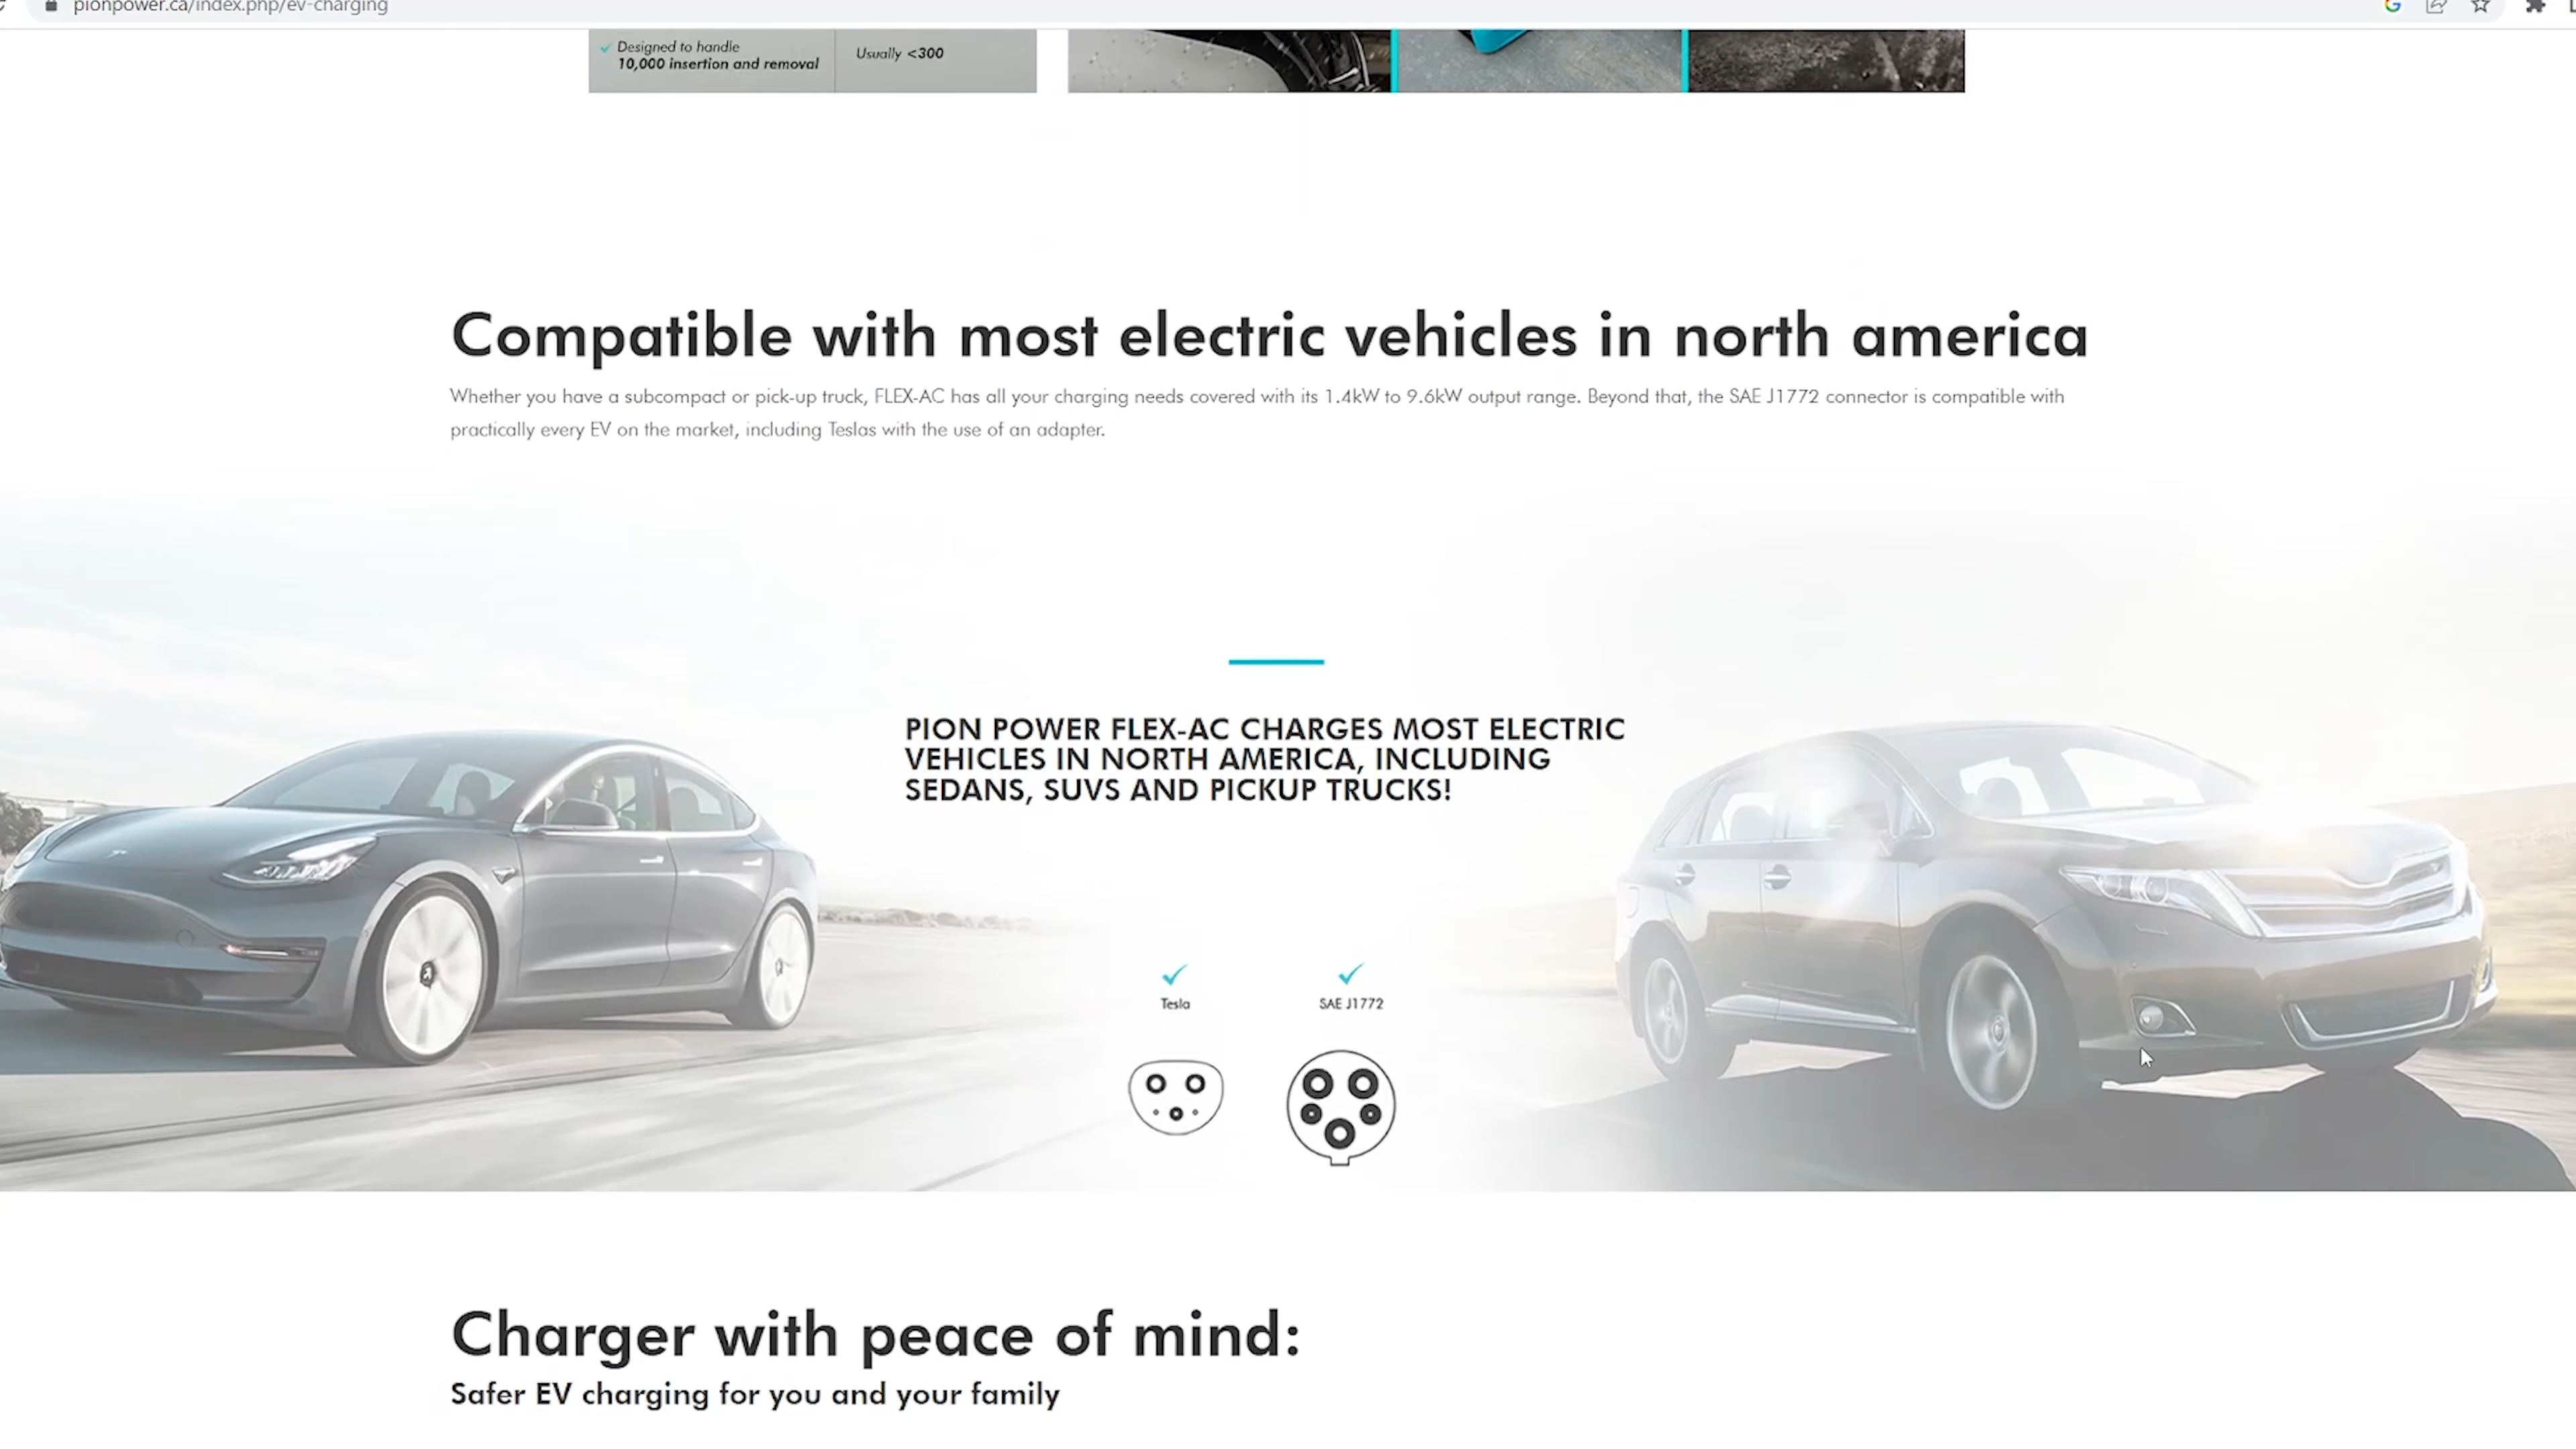 pionpower.ca/index.php/ev-charging
Designed to handle
10,000 insertion and removal
Usually <300
Compatible with most electric vehicles in north america
Whether you have a subcompact or pick-up truck, FLEX-AC has all your charging needs covered with its 1.4kW to 9.6kW output range. Beyond that, the SAE J1772 connector is compatible with
practically every EV on the market, including Teslas with the use of an adapter.
PION POWER FLEX-AC CHARGES MOST ELECTRIC
VEHICLES IN NORTH AMERICA, INCLUDING
SEDANS, SUVS AND PICKUP TRUCKS!
Tesla
SAE J1772
Charger with peace of mind:
Safer EV charging for you and your family